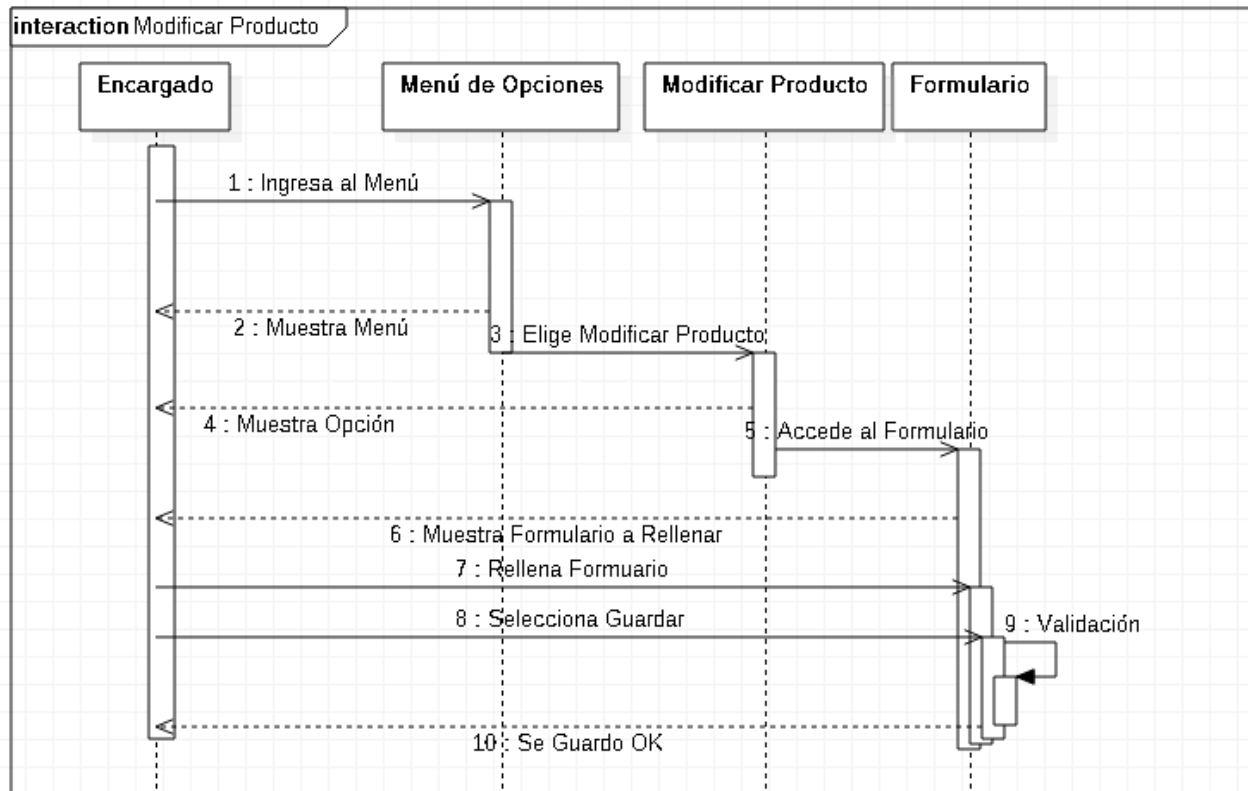 interaction Modificar Producto
Encargado
Menú de Opciones
Modificar Producto
Formulario
1 : Ingresa al Menú
2 : Muestra Menú
3 : Elige Modificar Producto
4 : Muestra Opción
5 : Accede al Formulario
6 : Muestra Formulario a Rellenar
7 : Rellena Formuario
8 : Selecciona Guardar
9 : Validación
10 : Se Guardo OK